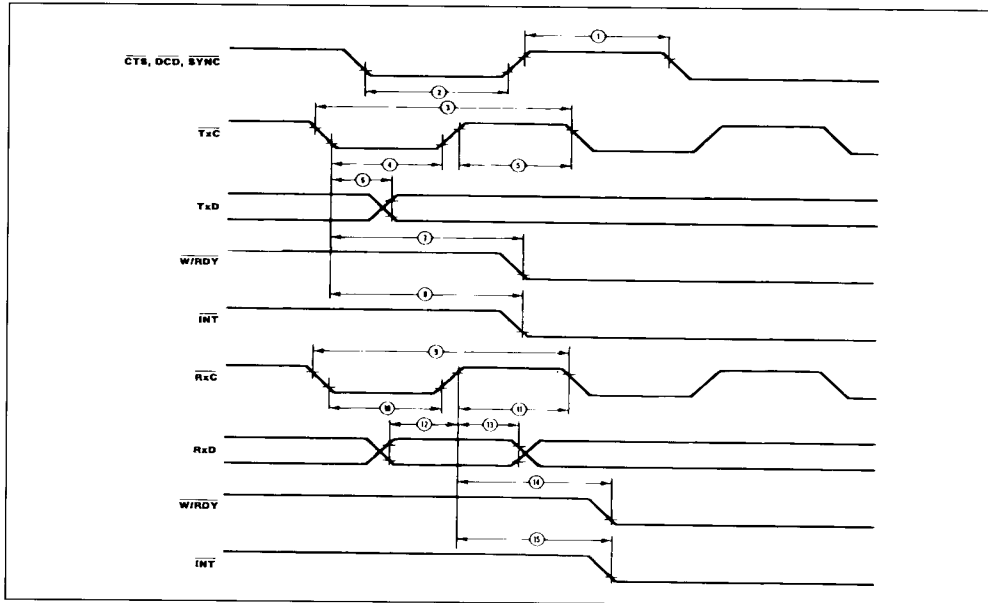 1
CTS, DCD, SYNC
2
3
TxC
4 5
6
TxD
7
W/RDY
8
INT
9
RxC
10 11
12 13
RxD
14
W/RDY
15
INT